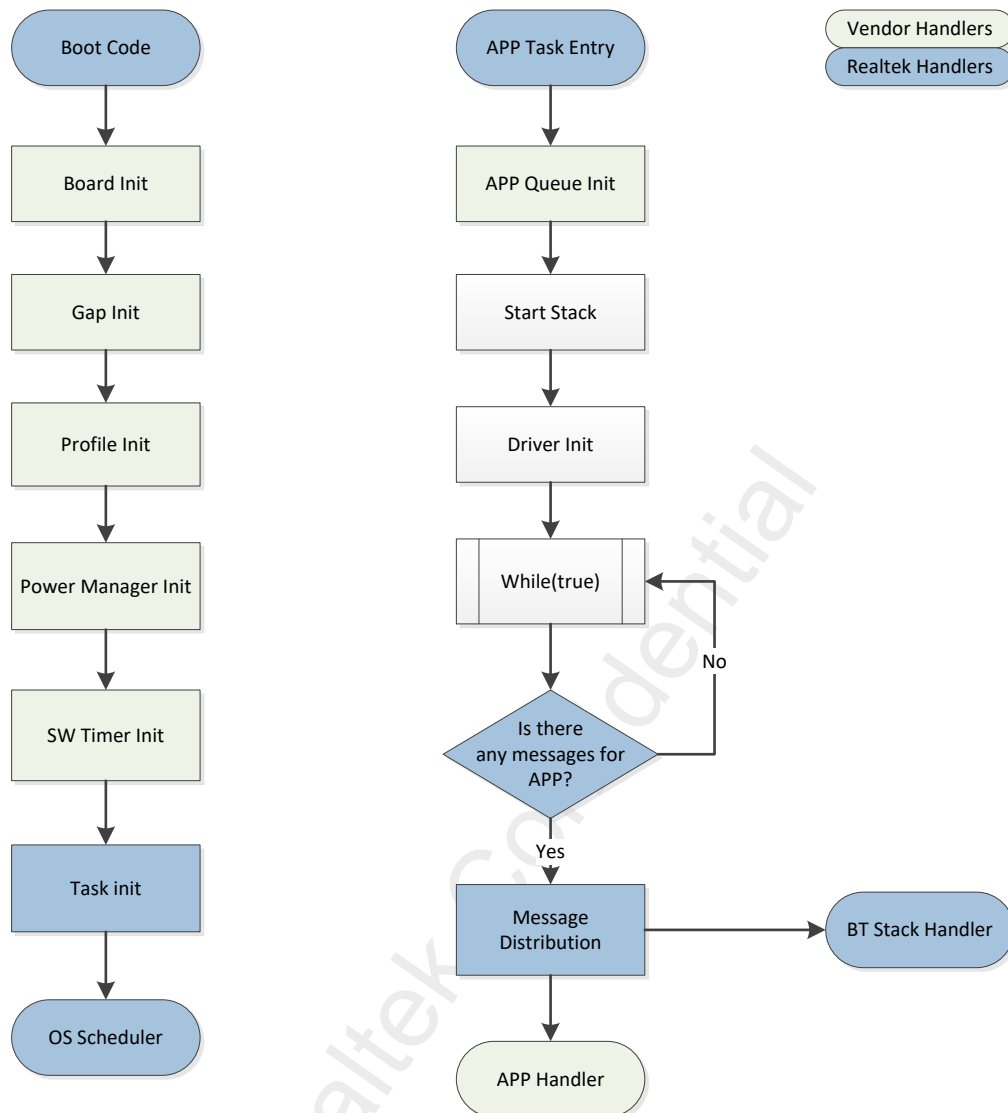 Boot Code
Board Init
Gap Init
Profile Init
Power Manager Init
SW Timer Init
Task init
OS Scheduler
APP Task Entry
APP Queue Init
Start Stack
Driver Init
While(true)
No
Is there
any messages for
APP?
Yes
Message
Distribution
BT Stack Handler
APP Handler
Vendor Handlers
Realtek Handlers